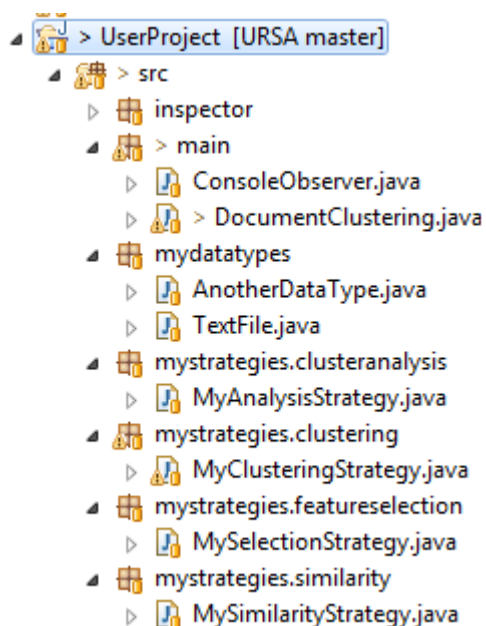 > UserProject [URSA master]
> src
inspector
> main
ConsoleObserver.java
> DocumentClustering.java
mydatatypes
AnotherDataType.java
TextFile.java
mystrategies.clusteranalysis
MyAnalysisStrategy.java
mystrategies.clustering
MyClusteringStrategy.java
mystrategies.featureselection
MySelectionStrategy.java
mystrategies.similarity
MySimilarityStrategy.java